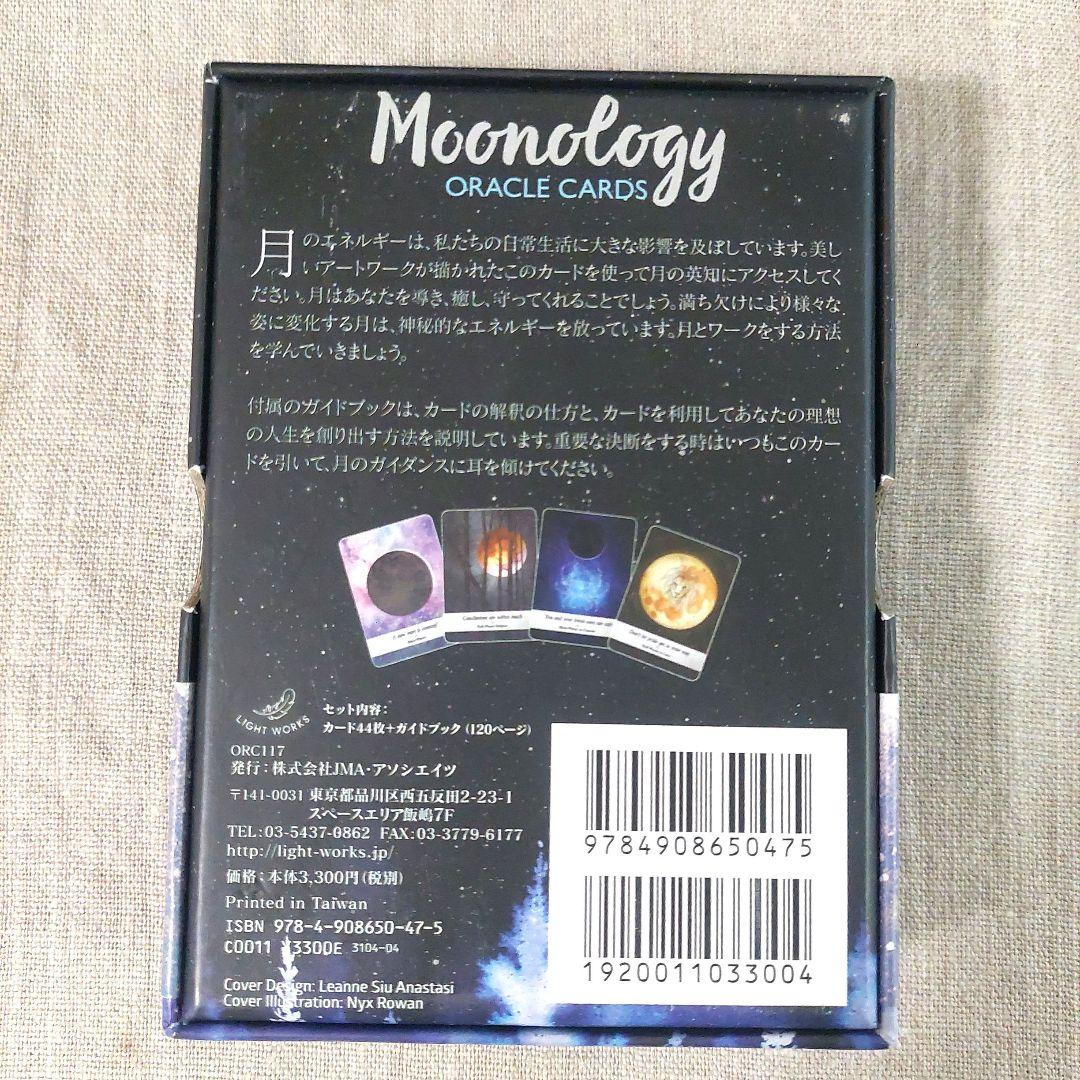 Moonology
ORACLE CARDS
月のエネルギーは、私たちの日常生活に大きな影響を及ぼしています。美し
いアートワークが描かれたこのカードを使って月の英知にアクセスしてく
ださい。月はあなたを導き、癒し、守ってくれることでしょう。満ち欠けにより様々な
姿に変化する月は、神秘的なエネルギーを放っています。月とワークをする方法
を学んでいきましょう。
付属のガイドブックは、カードの解釈の仕方と、カードを利用してあなたの理想
の人生を創り出す方法を説明しています。重要な決断をする時はいつもこのカー
ドを引いて、月のガイダンスに耳を傾けてください。
LIGHT WORKS
セット内容：
カード44枚+ガイドブック（120ページ）
ORC117
発行：株式会社JMA・アソシエイツ
〒141-0031 東京都品川区西五反田2-23-1
スペースエリア飯嶋7F
TEL:03-5437-0862 FAX:03-3779-6177
http://light-works.jp/
価格：本体3,300円（税別）
Printed in Taiwan
ISBN 978-4-908650-47-5
C0011 ¥3300E 3104-04
Cover Design: Leanne Siu Anastasi
Cover Illustration: Nyx Rowan
9784908650475
1920011033004